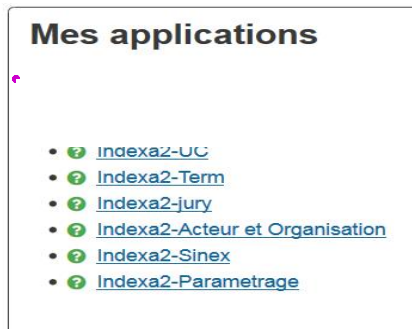 Mes applications
Indexa2-UC
Indexa2-Term
Indexa2-jury
Indexa2-Acteur et Organisation
Indexa2-Sinex
Indexa2-Parametrage